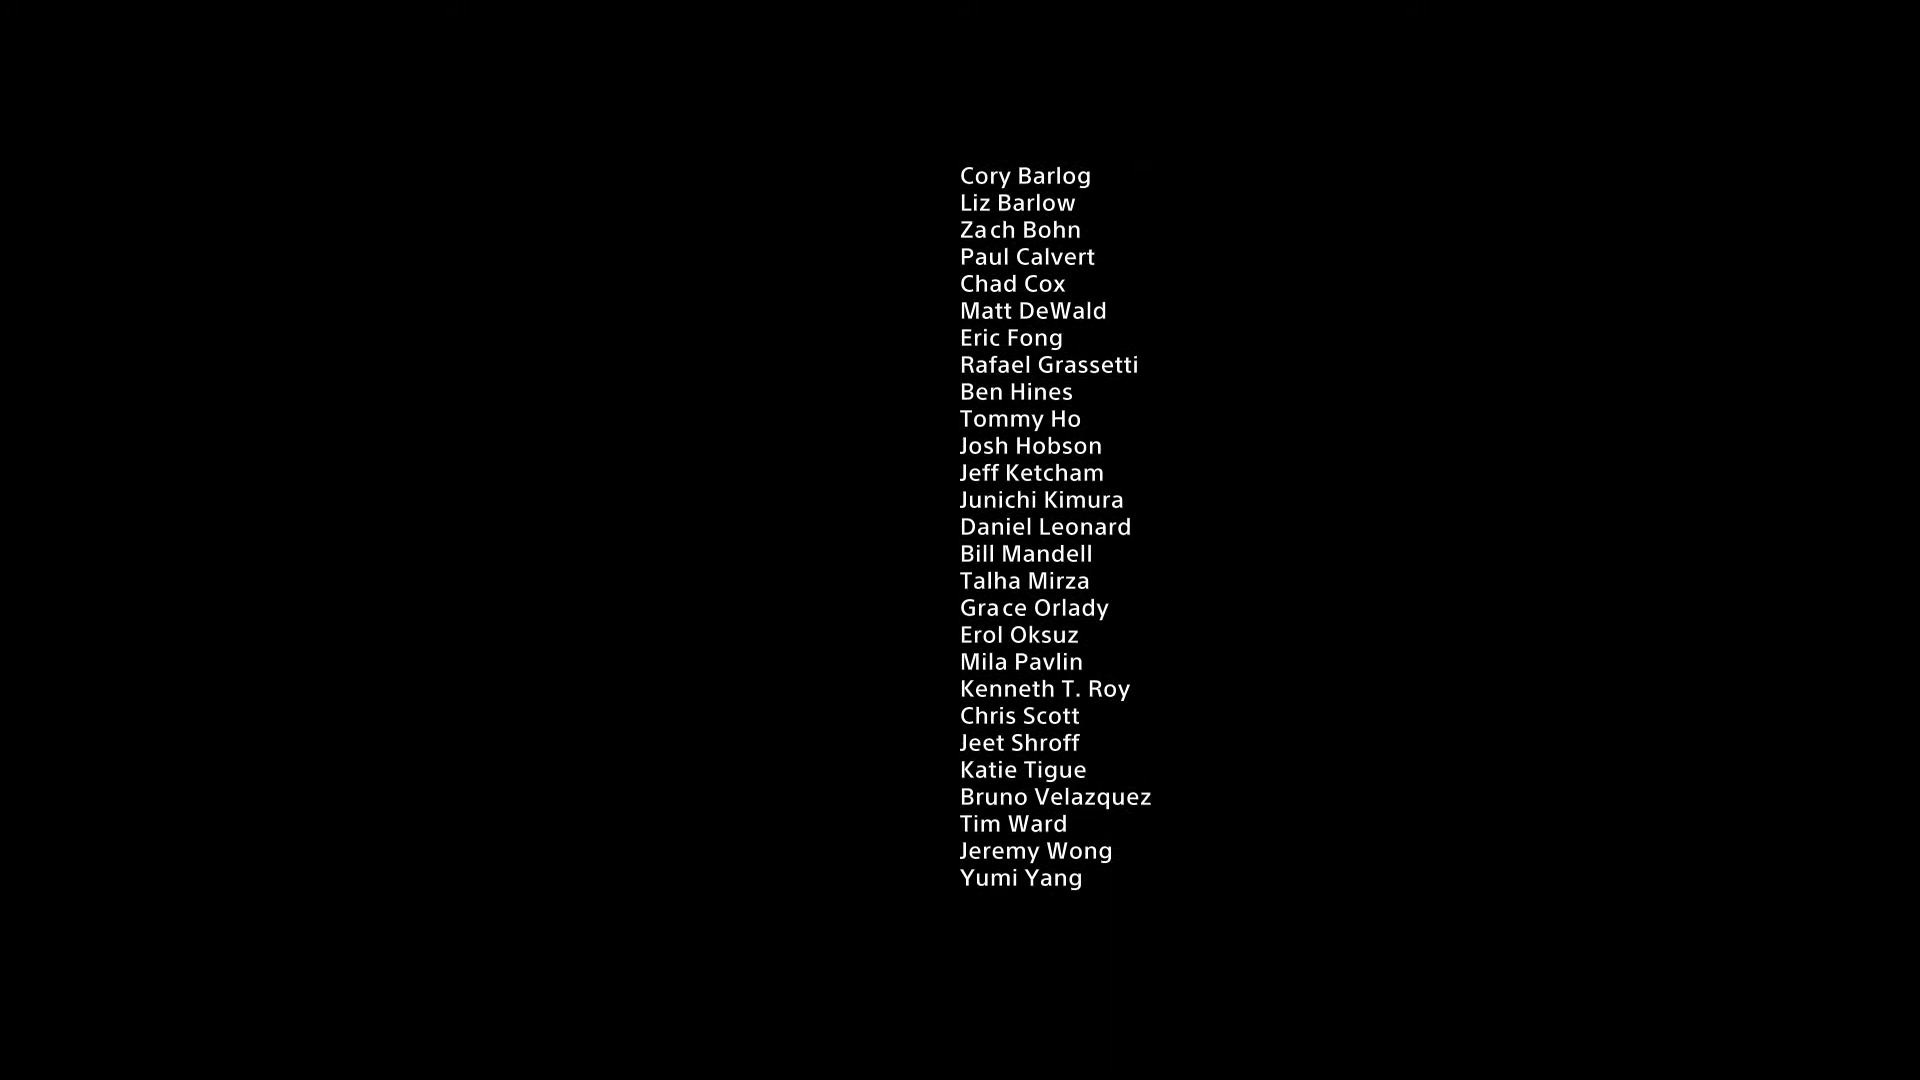 Cory Barlog
Liz Barlow
Zach Bohn
Paul Calvert
Chad Cox
Matt DeWald
Eric Fong
Rafael Grassetti
Ben Hines
Tommy Ho
Josh Hobson
Jeff Ketcham
Junichi Kimura
Daniel Leonard
Bill Mandell
Talha Mirza
Grace Orlady
Erol Oksuz
Mila Pavlin
Kenneth T. Roy
Chris Scott
Jeet Shroff
Katie Tigue
Bruno Velazquez
Tim Ward
Jeremy Wong
Yumi Yang